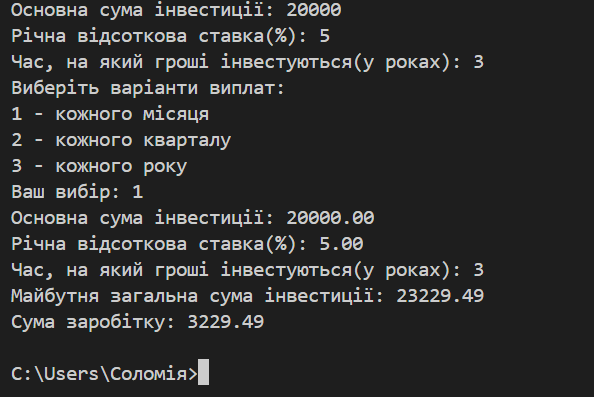 Основна сума інвестиції: 20000
Річна відсоткова ставка(%): 5
Час, на який гроші інвестуються(у роках): 3
Виберіть варіанти виплат:
1 - кожного місяця
2 - кожного кварталу
3 - кожного року
Ваш вибір: 1
Основна сума інвестиції: 20000.00
Річна відсоткова ставка(%): 5.00
Час, на який гроші інвестуються(у роках): 3
Майбутня загальна сума інвестиції: 23229.49
Сума заробітку: 3229.49
C:\Users\Соломія>